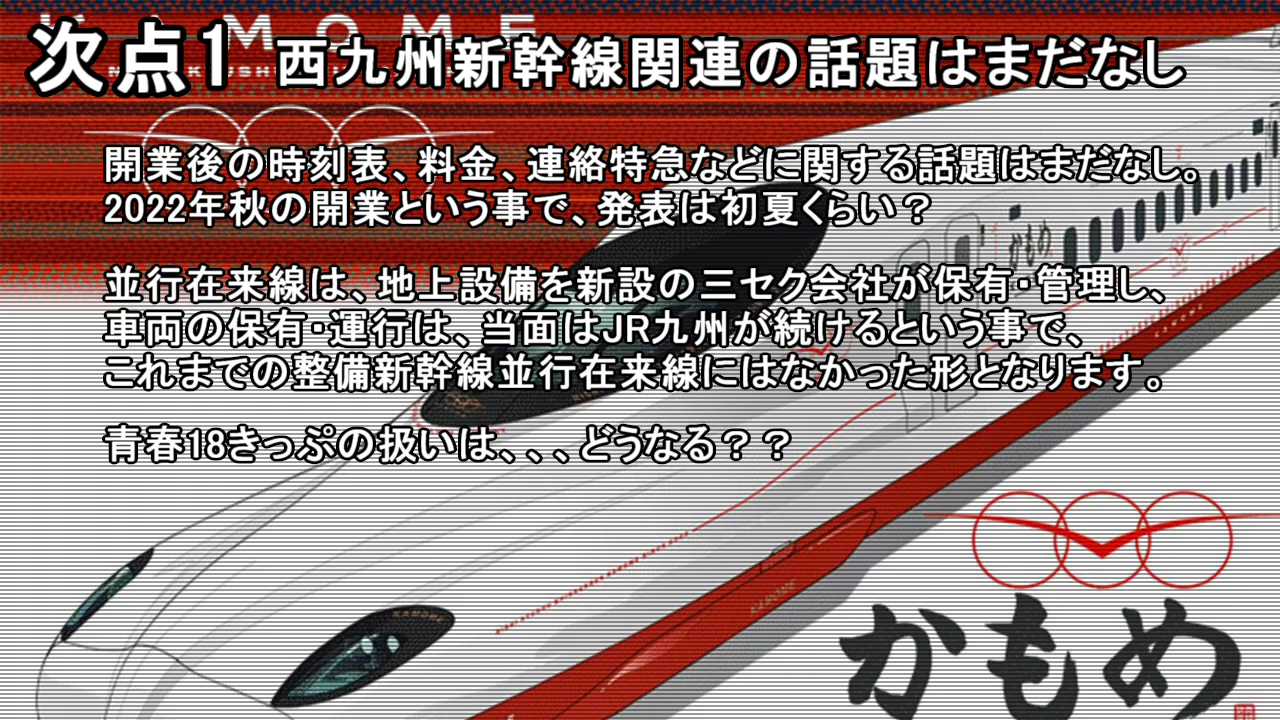 次点1 西九州新幹線関連の話題はまだなし
開業後の時刻表、料金、連絡特急などに関する話題はまだなし。
2022年秋の開業という事で、発表は初夏くらい？
並行在来線は、地上設備を新設の三セク会社が保有・管理し、
車両の保有・運行は、当面はJR九州が続けるという事で、
これまでの整備新幹線並行在来線にはなかった形となります。
青春18きっぷの扱いは、、、どうなる？？
かもめ
KAMOME
KAMOME
かもめ